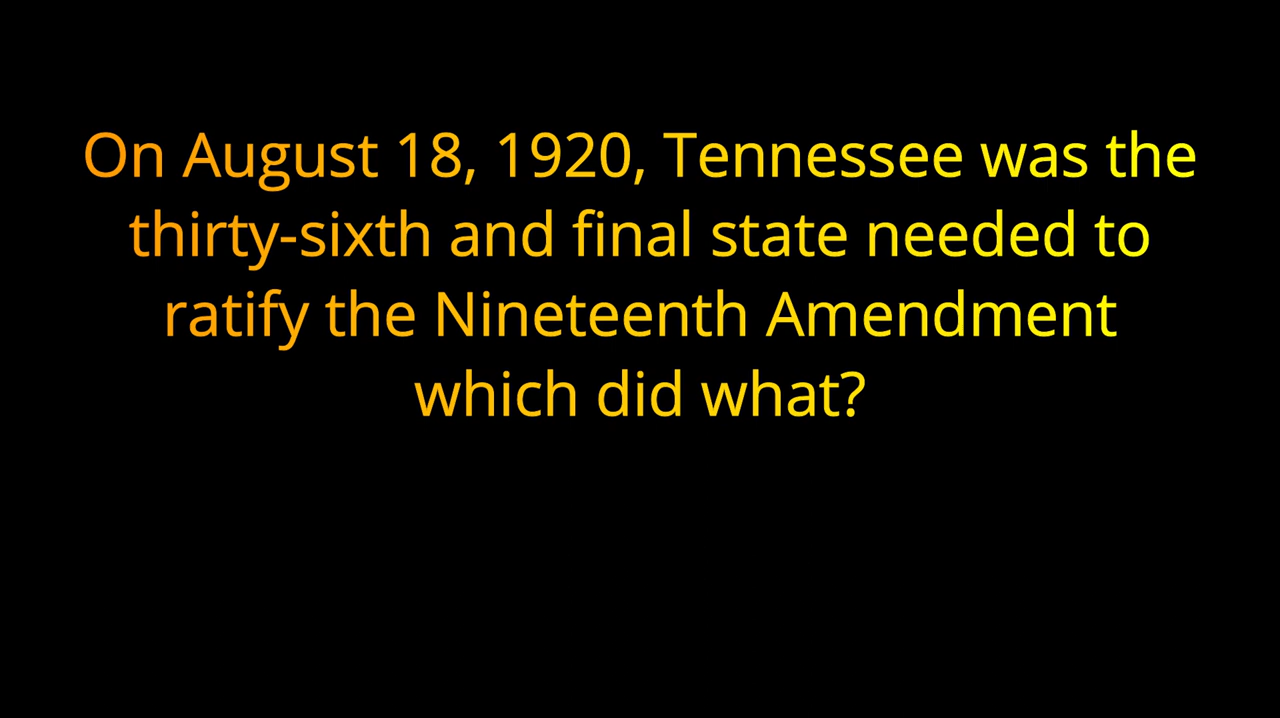 On August 18, 1920, Tennessee was the
thirty-sixth and final state needed to
ratify the Nineteenth Amendment
which did what?